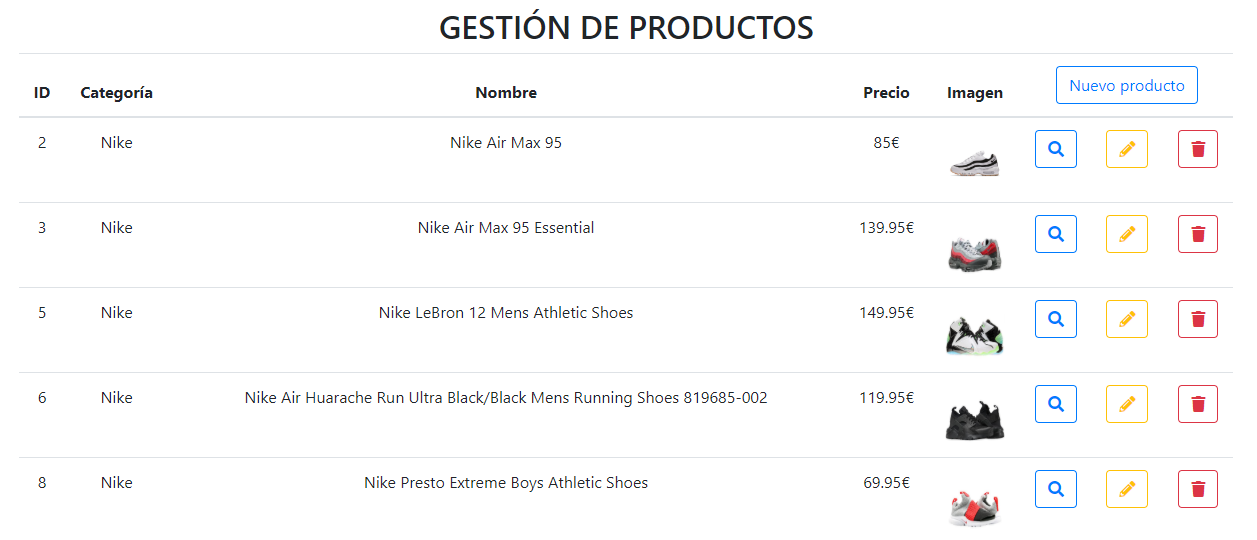 GESTIÓN DE PRODUCTOS
ID Categoría Nombre Precio Imagen Nuevo producto
2 Nike Nike Air Max 95 85€
3 Nike Nike Air Max 95 Essential 139.95€
5 Nike Nike LeBron 12 Mens Athletic Shoes 149.95€
6 Nike Nike Air Huarache Run Ultra Black/Black Mens Running Shoes 819685-002 119.95€
8 Nike Nike Presto Extreme Boys Athletic Shoes 69.95€